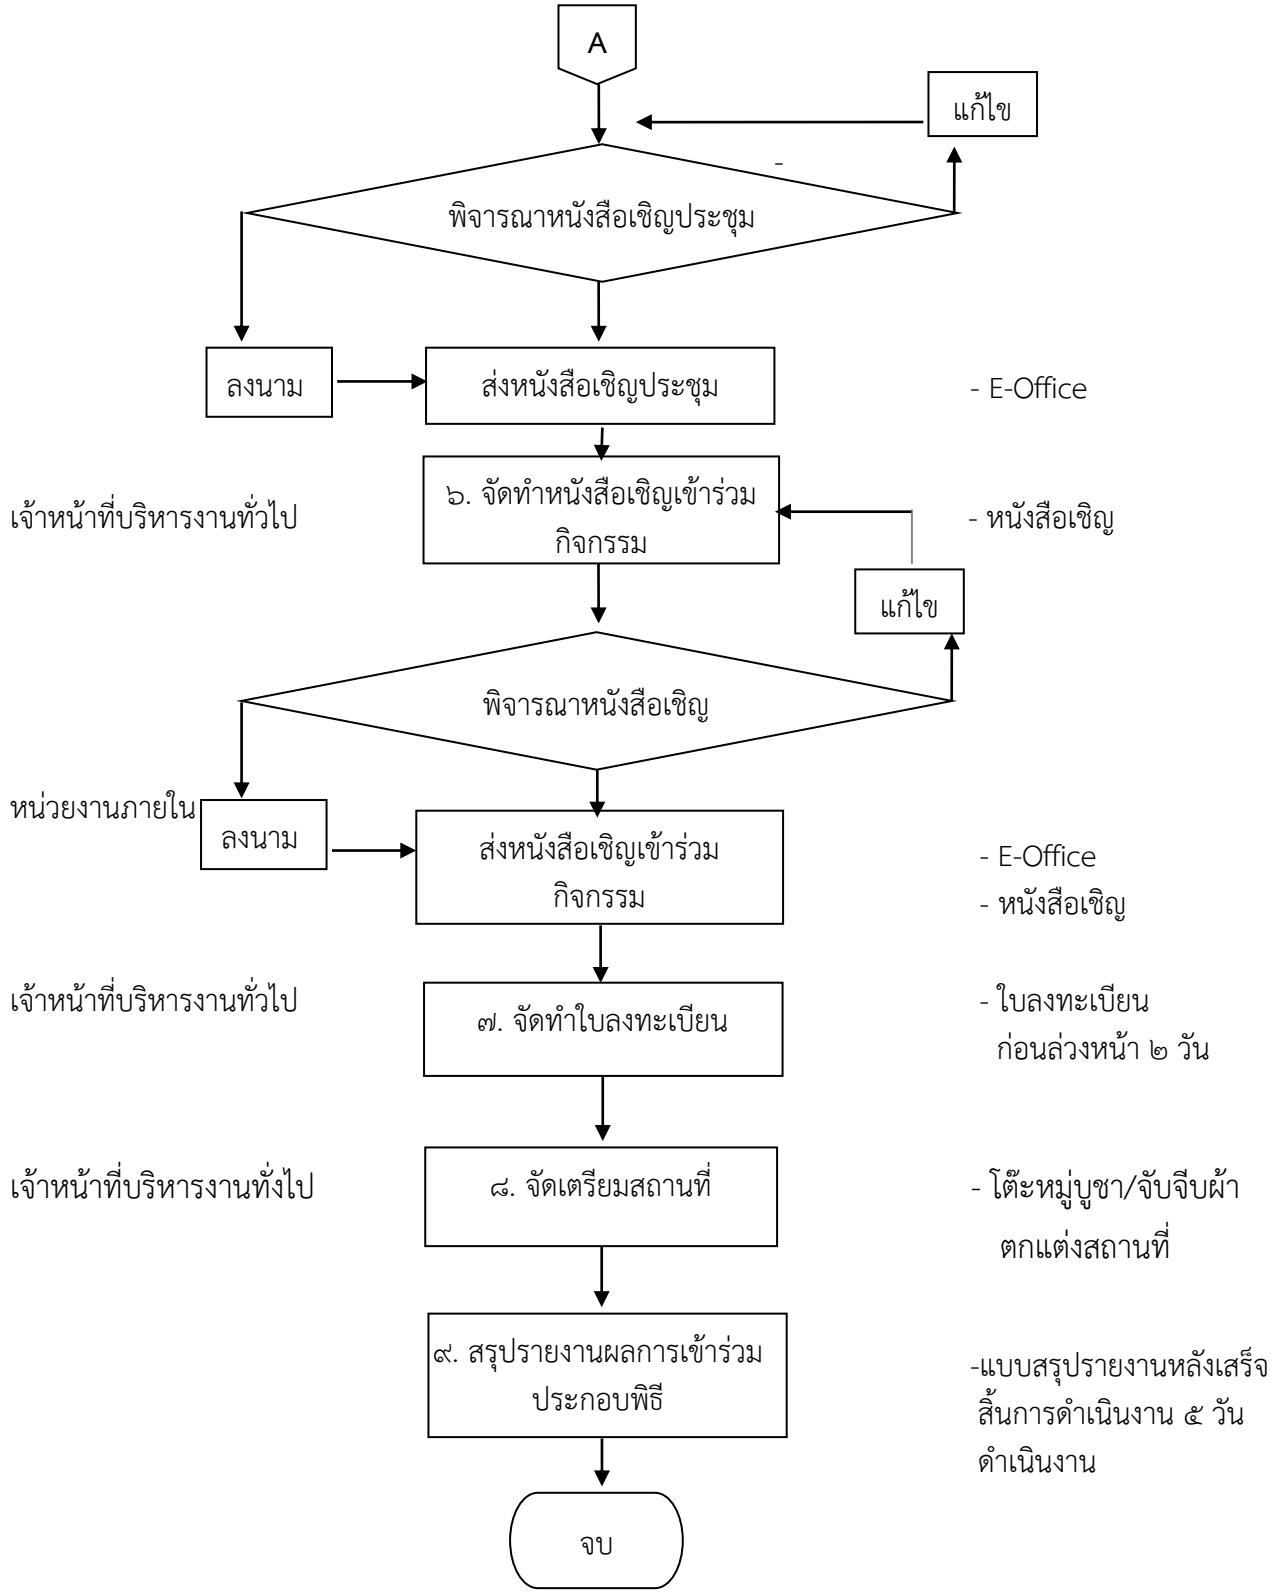 A
แก้ไข
-
พิจารณาหนังสือเชิญประชุม
ลงนาม
ส่งหนังสือเชิญประชุม
- E-Office
เจ้าหน้าที่บริหารงานทั่วไป
๖. จัดทำหนังสือเชิญเข้าร่วม
กิจกรรม
- หนังสือเชิญ
แก้ไข
พิจารณาหนังสือเชิญ
หน่วยงานภายใน
ลงนาม
ส่งหนังสือเชิญเข้าร่วม
กิจกรรม
- E-Office
- หนังสือเชิญ
เจ้าหน้าที่บริหารงานทั่วไป
๗. จัดทำใบลงทะเบียน
- ใบลงทะเบียน
ก่อนล่วงหน้า ๒ วัน
เจ้าหน้าที่บริหารงานทั่งไป
๘. จัดเตรียมสถานที่
- โต๊ะหมู่บูชา/จับจีบผ้า
ตกแต่งสถานที่
๙. สรุปรายงานผลการเข้าร่วม
ประกอบพิธี
-แบบสรุปรายงานหลังเสร็จ
สิ้นการดำเนินงาน ๕ วัน
ดำเนินงาน
จบ